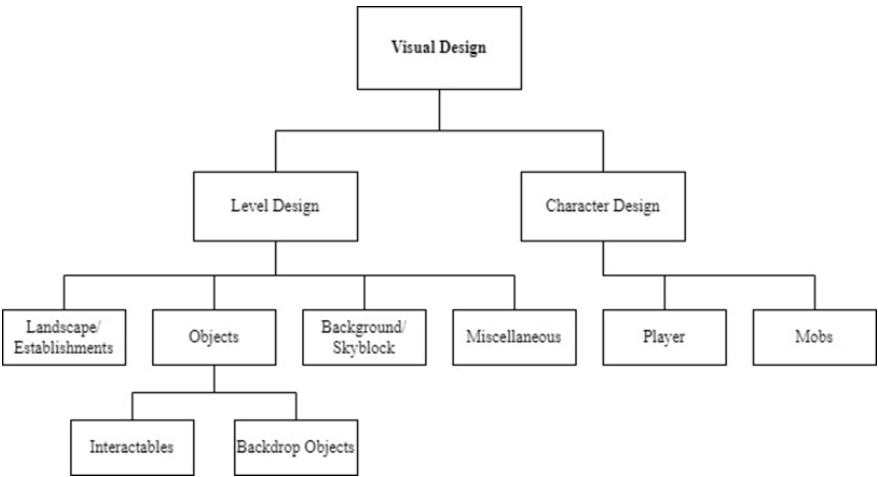 Visual Design
Level Design
Character Design
Landscape/
Establishments
Objects
Background/
Skyblock
Miscellaneous
Player
Mobs
Interactables
Backdrop Objects